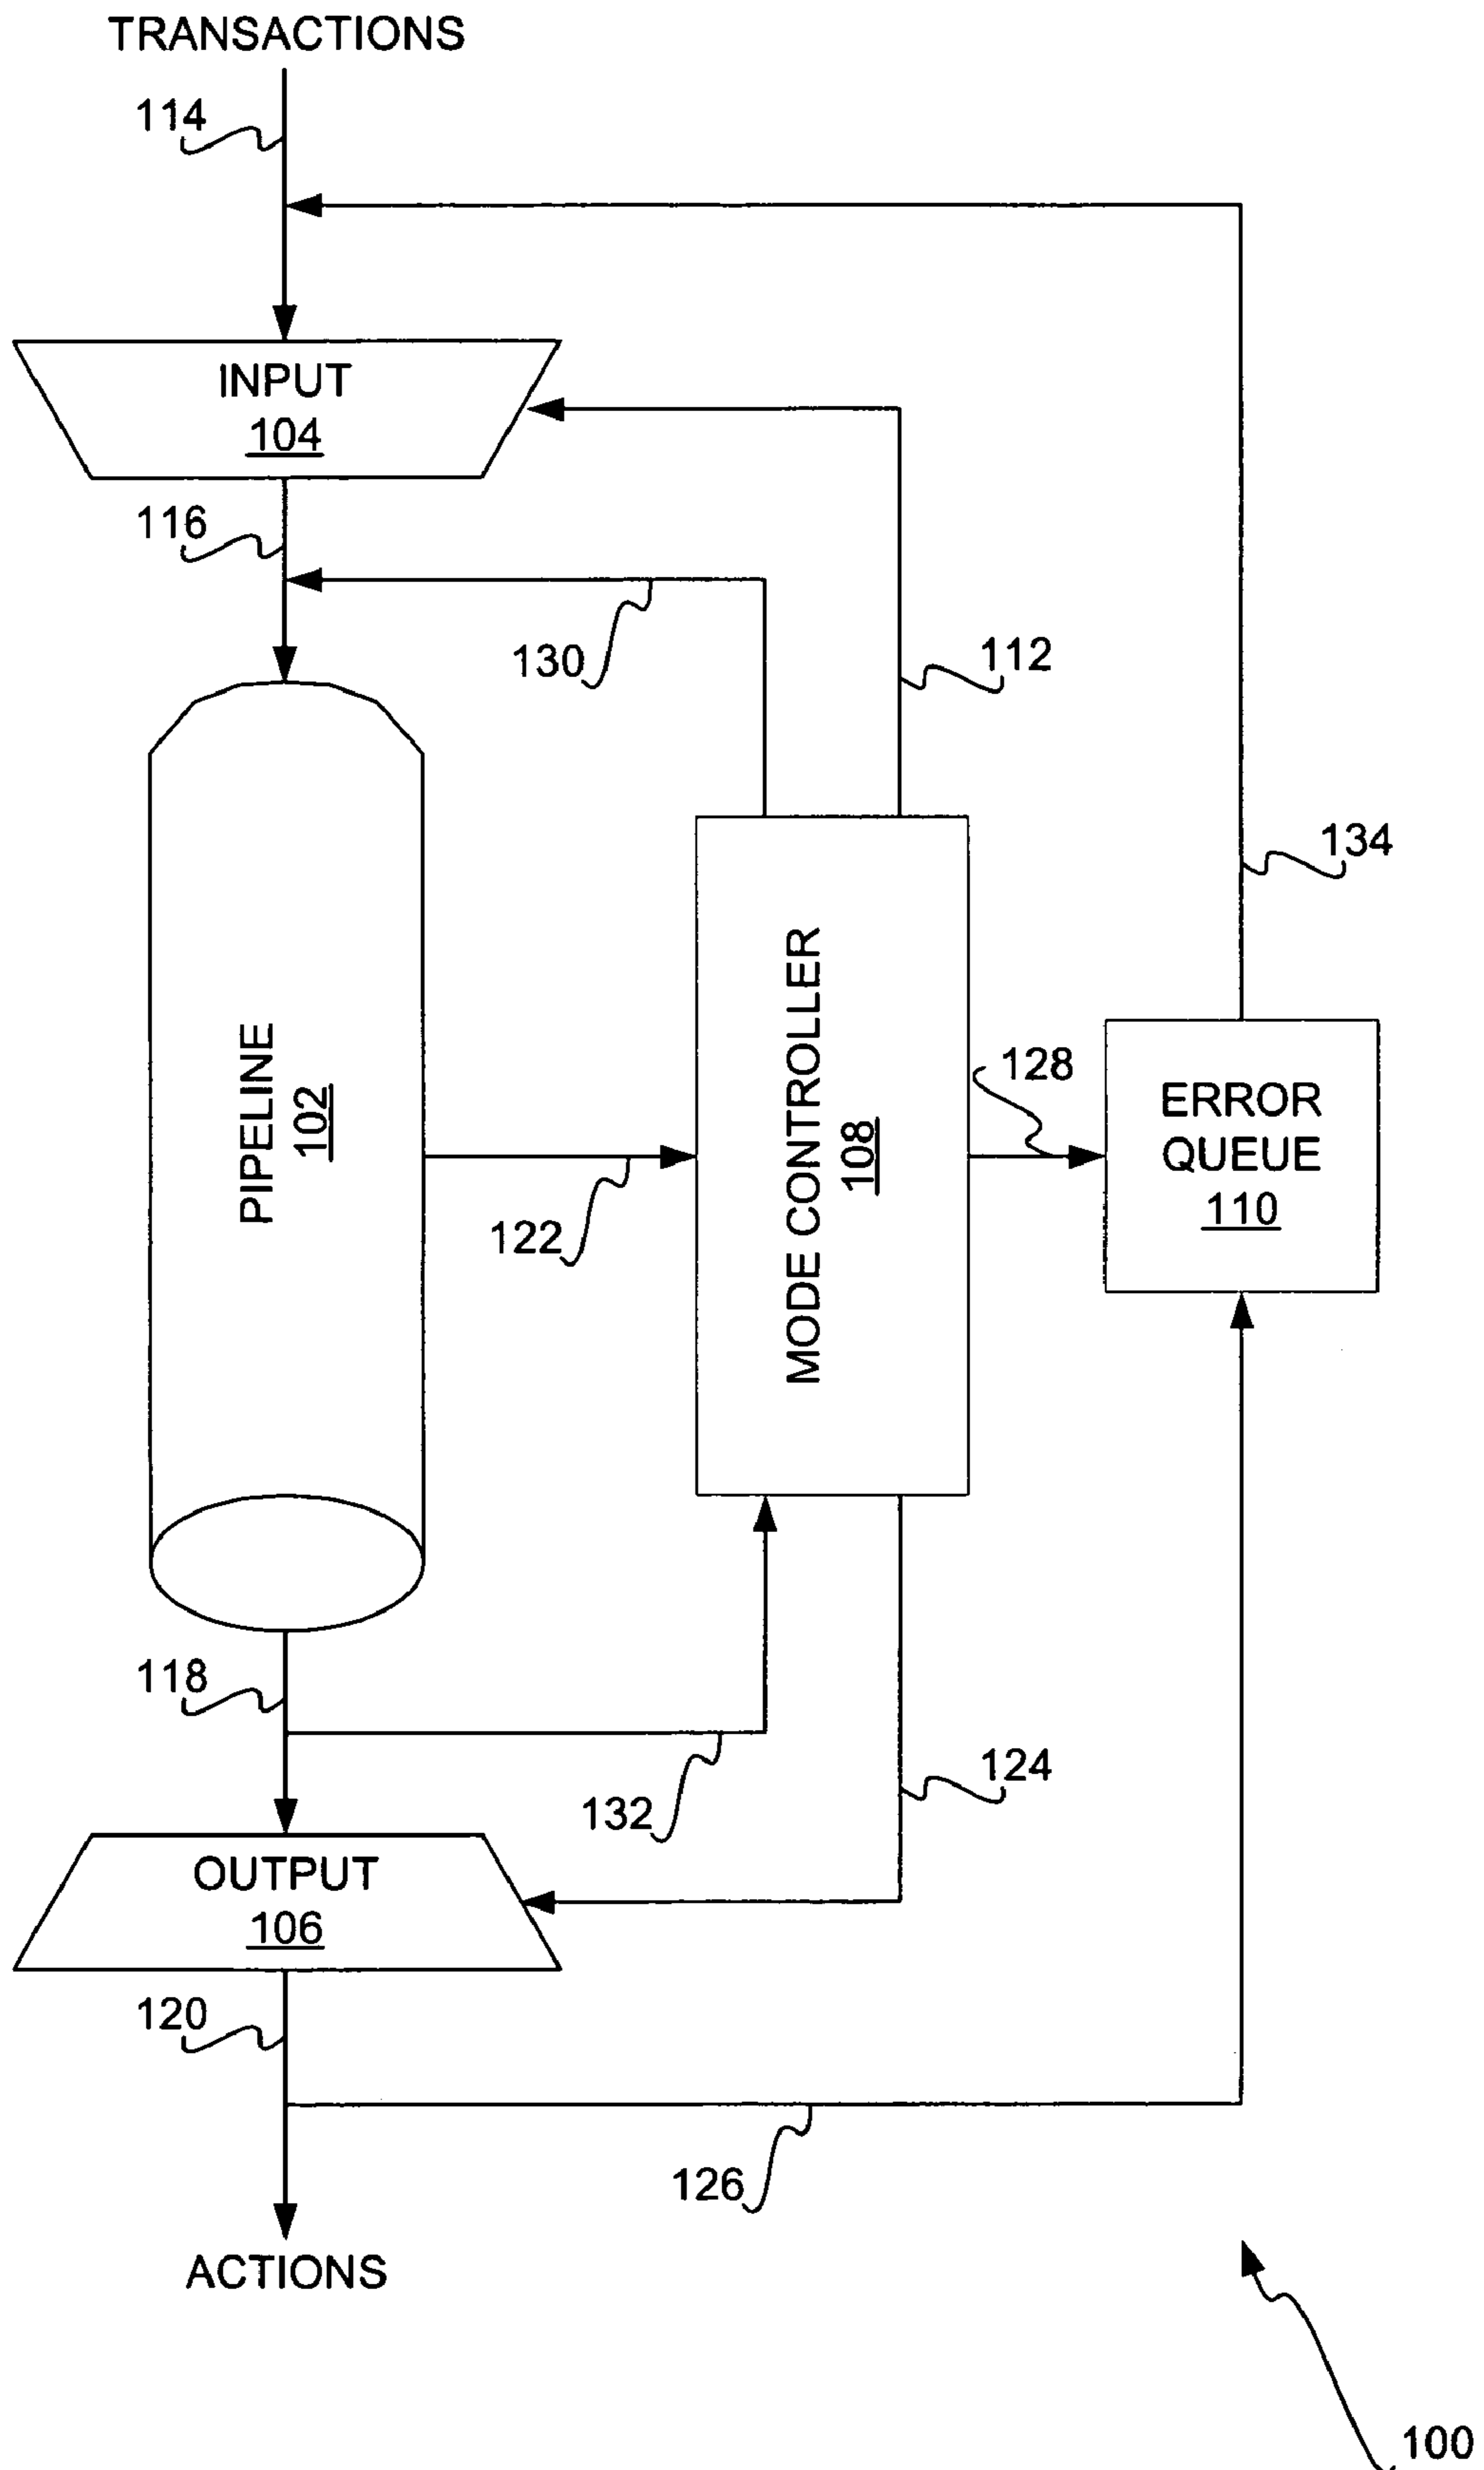 TRANSACTIONS
114
INPUT
104
116
130
112
134
PIPELINE
102
MODE CONTROLLER
108
128
ERROR
QUEUE
110
122
118
132
124
OUTPUT
106
120
126
ACTIONS
100